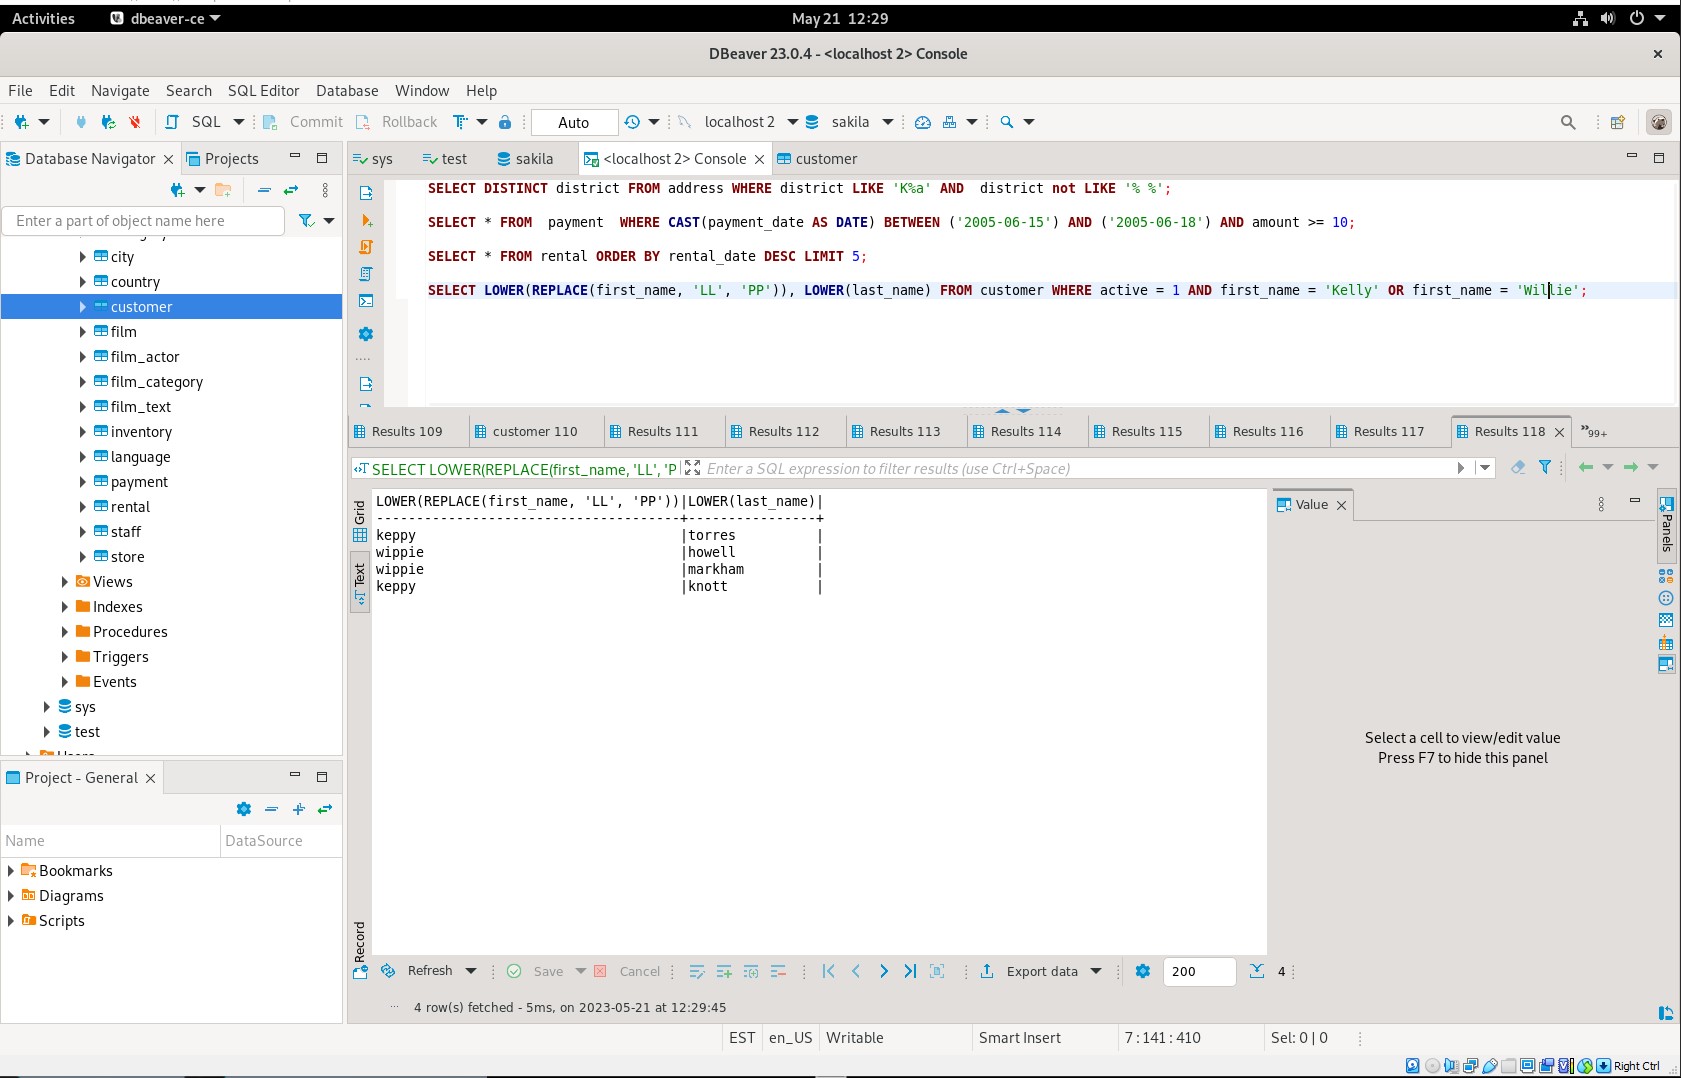 Activities
dbeaver-ce
May 21 12:29
DBeaver 23.0.4 - <localhost 2> Console
File Edit Navigate Search SQL Editor Database Window Help
SQL Commit Rollback Auto localhost 2 sakila
Database Navigator
Projects
Enter a part of object name here
city
country
customer
film
film_actor
film_category
film_text
inventory
language
payment
rental
staff
store
Views
Indexes
Procedures
Triggers
Events
sys
test
Project - General
Name DataSource
Bookmarks
Diagrams
Scripts
sys test sakila <localhost 2> Console customer
SELECT DISTINCT district FROM address WHERE district LIKE 'K%a' AND  district not LIKE '% %';
SELECT * FROM  payment  WHERE CAST(payment_date AS DATE) BETWEEN ('2005-06-15') AND ('2005-06-18') AND amount >= 10;
SELECT * FROM rental ORDER BY rental_date DESC LIMIT 5;
SELECT LOWER(REPLACE(first_name, 'LL', 'PP')), LOWER(last_name) FROM customer WHERE active = 1 AND first_name = 'Kelly' OR first_name = 'Willie';
Results 109 customer 110 Results 111 Results 112 Results 113 Results 114 Results 115 Results 116 Results 117 Results 118 99+
SELECT LOWER(REPLACE(first_name, 'LL', 'P
Enter a SQL expression to filter results (use Ctrl+Space)
Grid
Text
Record
LOWER(REPLACE(first_name, 'LL', 'PP'))|LOWER(last_name)|
--------------------------------------+----------------+
keppy                                 |torres          |
wippie                                |howell          |
wippie                                |markham         |
keppy                                 |knott           |
Value
Panels
Select a cell to view/edit value
Press F7 to hide this panel
Refresh Save Cancel Export data 200 4
... 4 row(s) fetched - 5ms, on 2023-05-21 at 12:29:45
EST en_US Writable Smart Insert 7 : 141 : 410 Sel: 0 | 0
Right Ctrl